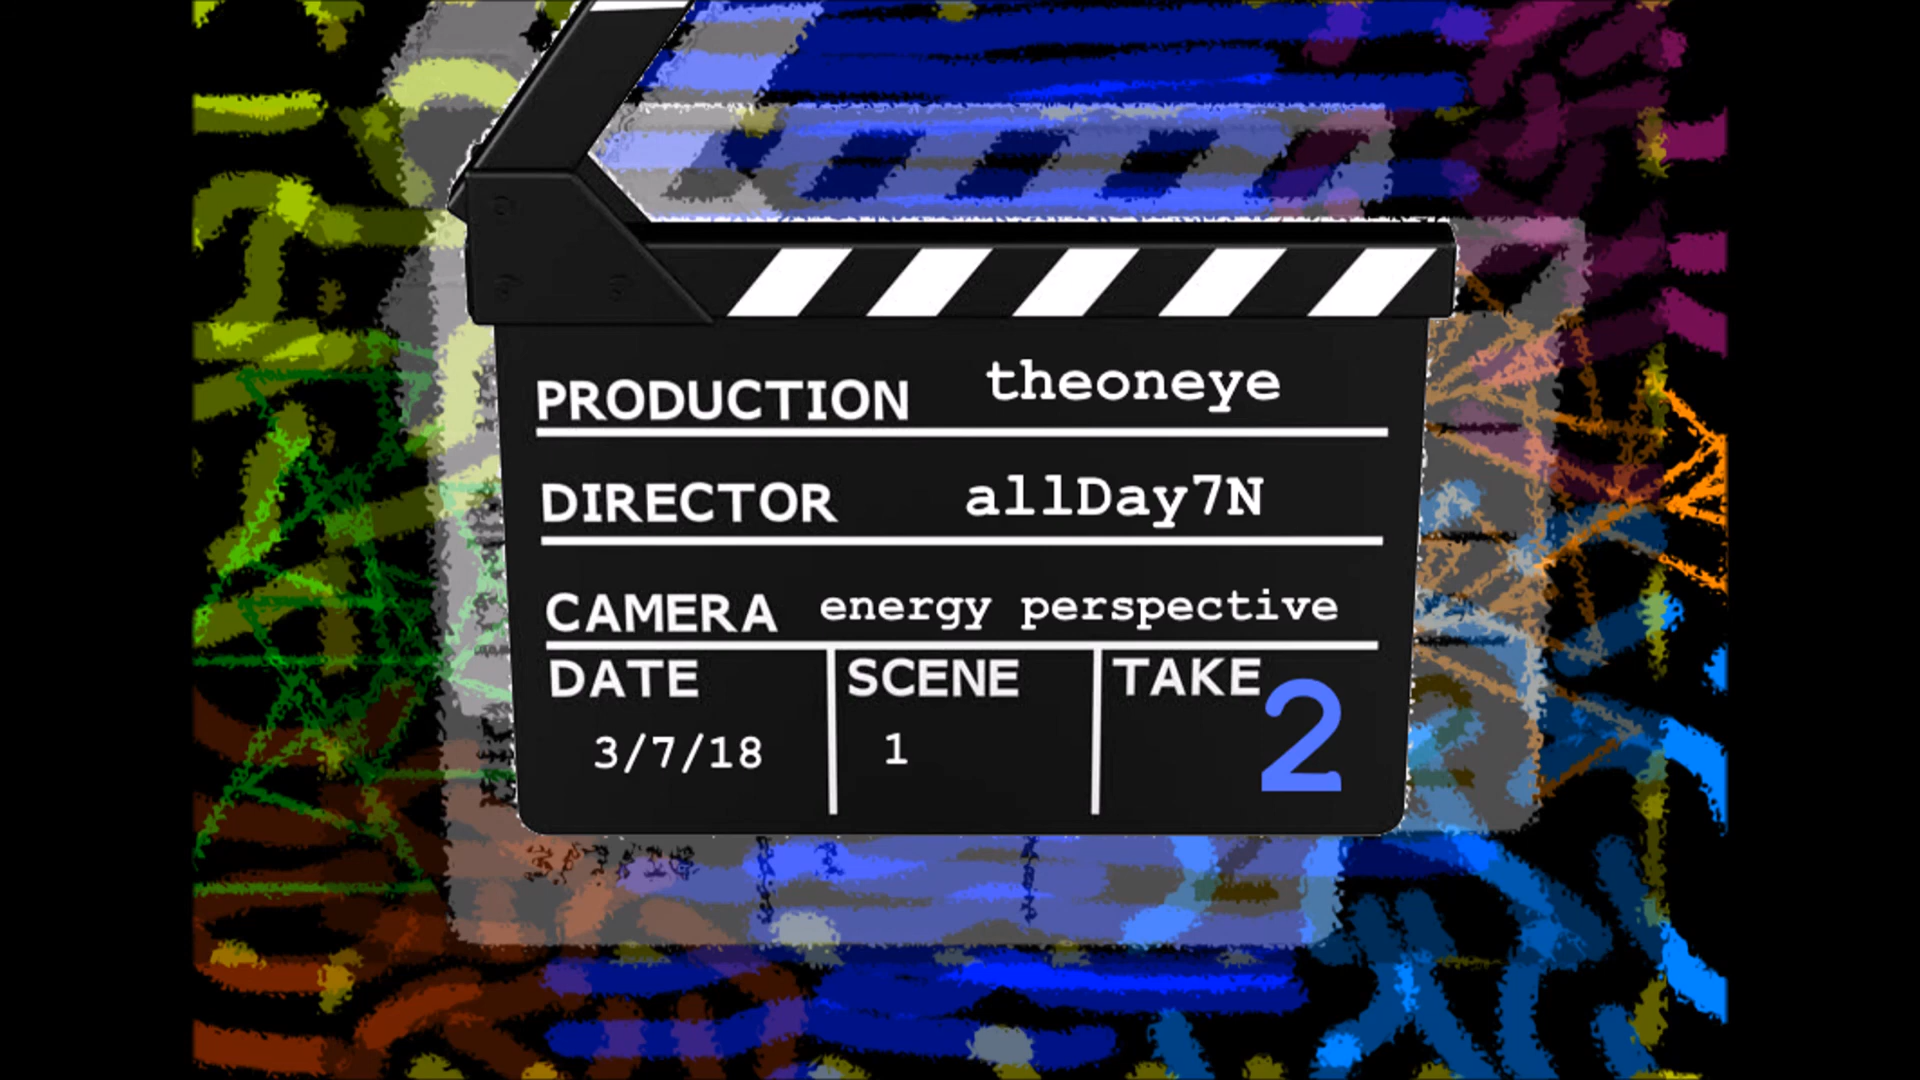 PRODUCTION theoneye
DIRECTOR allDay7N
CAMERA energy perspective
DATE SCENE TAKE
3/7/18 1 2